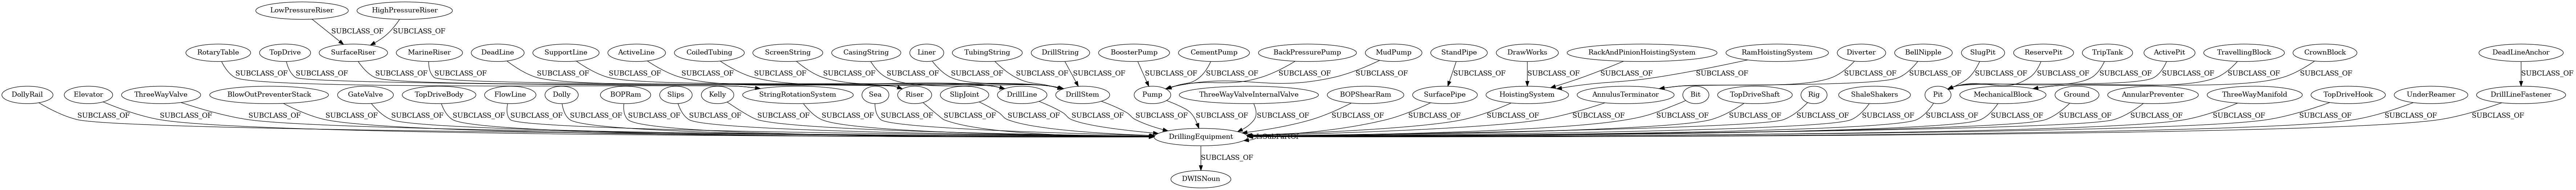 LowPressureRiser HighPressureRiser
SUBCLASS_OF SUBCLASS_OF
RotaryTable TopDrive SurfaceRiser MarineRiser DeadLine SupportLine ActiveLine CoiledTubing ScreenString CasingString Liner TubingString DrillString BoosterPump CementPump BackPressurePump MudPump StandPipe DrawWorks RackAndPinionHoistingSystem RamHoistingSystem Diverter BellNipple SlugPit ReservePit TripTank ActivePit TravellingBlock CrownBlock DeadLineAnchor
SUBCLASS_OF SUBCLASS_OF SUBCLASS_OF SUBCLASS_OF SUBCLASS_OF SUBCLASS_OF SUBCLASS_OF SUBCLASS_OF SUBCLASS_OF SUBCLASS_OF SUBCLASS_OF SUBCLASS_OF SUBCLASS_OF SUBCLASS_OF SUBCLASS_OF SUBCLASS_OF SUBCLASS_OF SUBCLASS_OF SUBCLASS_OF SUBCLASS_OF SUBCLASS_OF SUBCLASS_OF SUBCLASS_OF SUBCLASS_OF SUBCLASS_OF SUBCLASS_OF SUBCLASS_OF SUBCLASS_OF SUBCLASS_OF SUBCLASS_OF
DollyRail Elevator ThreeWayValve BlowOutPreventerStack GateValve TopDriveBody FlowLine Dolly BOPRam Slips Kelly StringRotationSystem Sea Riser SlipJoint DrillLine DrillStem Pump ThreeWayValveInternalValve BOPShearRam SurfacePipe HoistingSystem AnnulusTerminator Bit TopDriveShaft Rig ShaleShakers Pit MechanicalBlock Ground AnnularPreventer ThreeWayManifold TopDriveHook UnderReamer DrillLineFastener
SUBCLASS_OF SUBCLASS_OF SUBCLASS_OF SUBCLASS_OF SUBCLASS_OF SUBCLASS_OF SUBCLASS_OF SUBCLASS_OF SUBCLASS_OF SUBCLASS_OF SUBCLASS_OF SUBCLASS_OF SUBCLASS_OF SUBCLASS_OF SUBCLASS_OF SUBCLASS_OF SUBCLASS_OF SUBCLASS_OF SUBCLASS_OF SUBCLASS_OF SUBCLASS_OF SUBCLASS_OF SUBCLASS_OF SUBCLASS_OF SUBCLASS_OF SUBCLASS_OF SUBCLASS_OF SUBCLASS_OF SUBCLASS_OF SUBCLASS_OF SUBCLASS_OF SUBCLASS_OF SUBCLASS_OF SUBCLASS_OF SUBCLASS_OF
DrillingEquipment
SUBCLASS_OF
DWISNoun